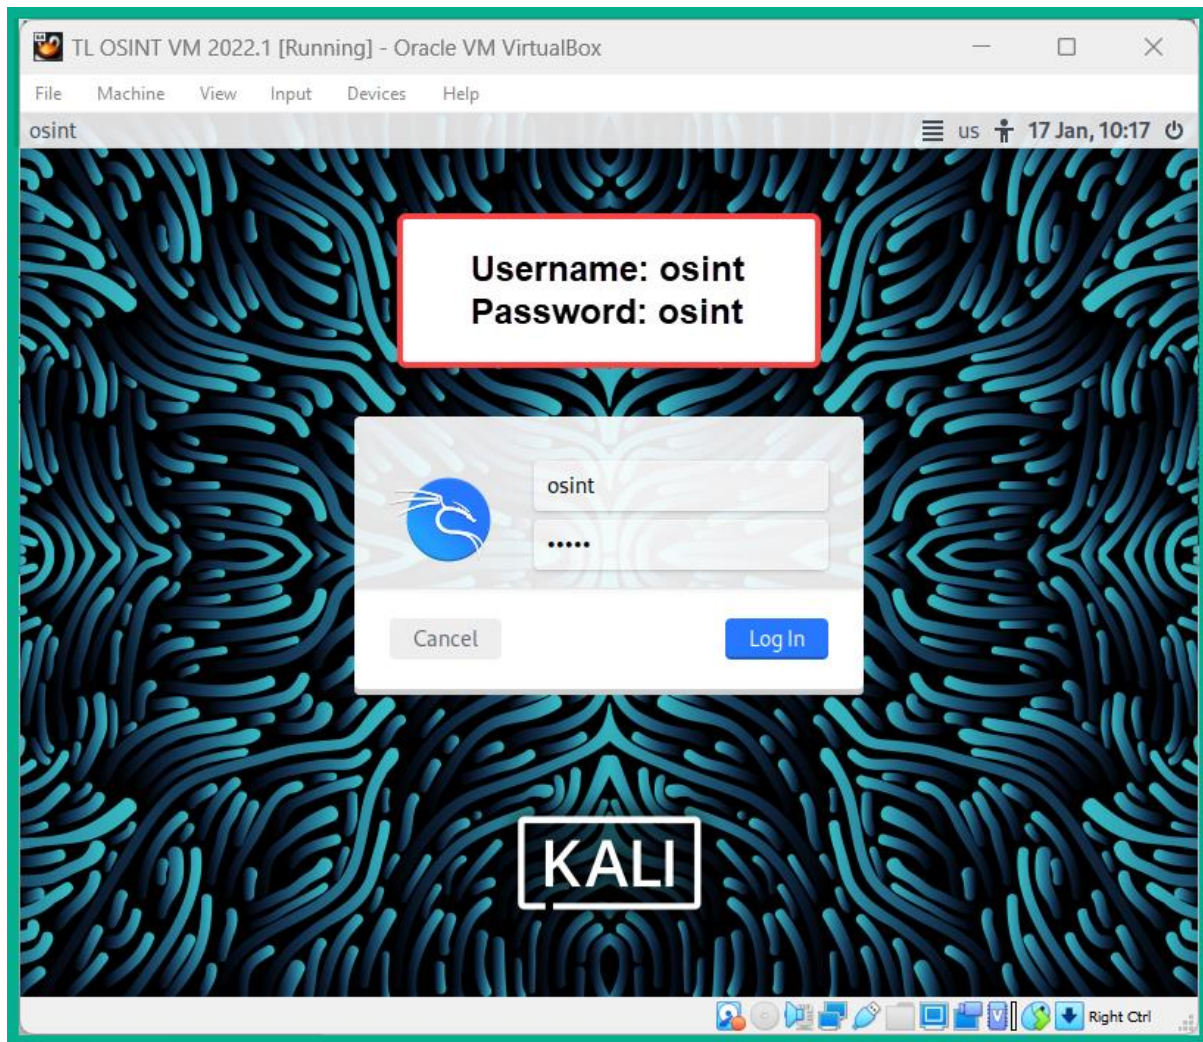 TL OSINT VM 2022.1 [Running] - Oracle VM VirtualBox
File Machine View Input Devices Help
osint us 17 Jan, 10:17
Username: osint
Password: osint
osint
•••••
Cancel Log In
KALI
Right Ctrl